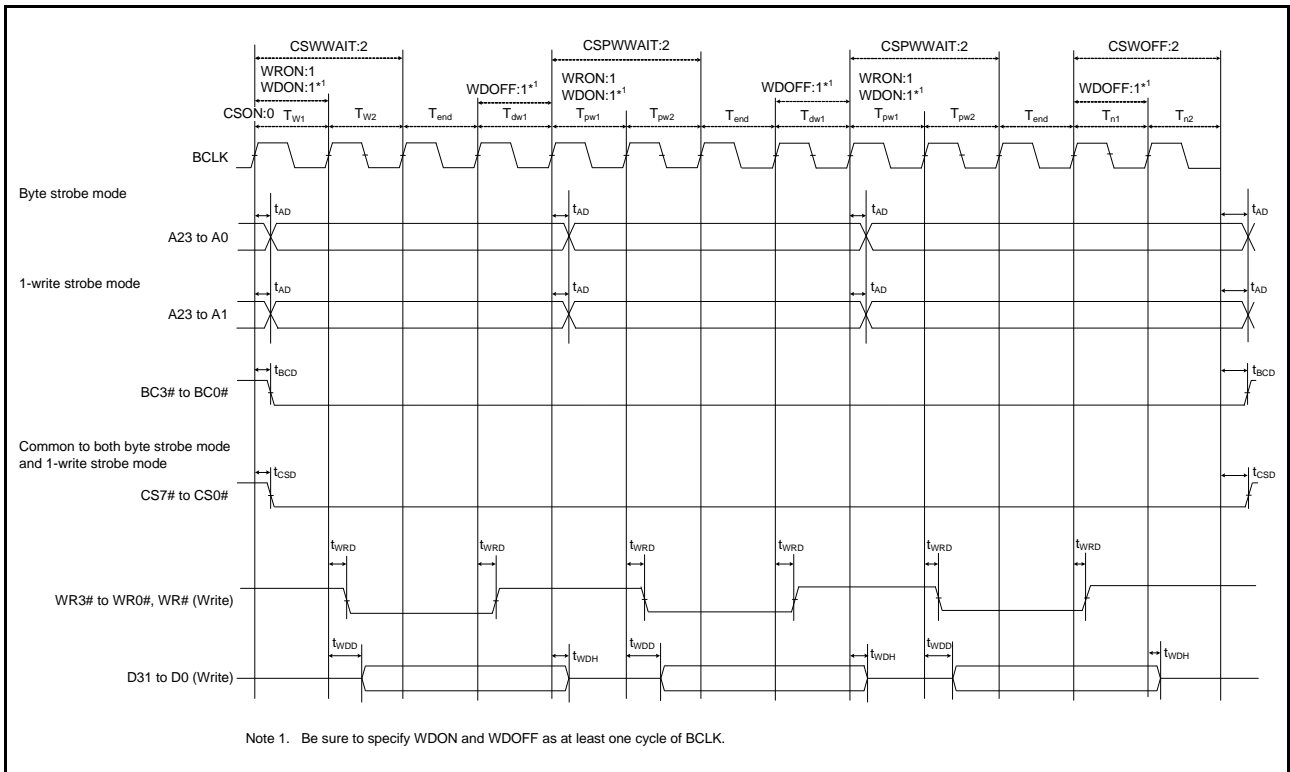 CSWWAIT:2 CSPWWAIT:2 CSPWWAIT:2 CSWOFF:2
WRON:1 WRON:1 WRON:1
WDON:1*1 WDOFF:1*1 WDON:1*1 WDOFF:1*1 WDON:1*1 WDOFF:1*1
CSON:0 TW1 TW2 Tend Tdw1 Tpw1 Tpw2 Tend Tdw1 Tpw1 Tpw2 Tend Tn1 Tn2
BCLK
Byte strobe mode
tAD tAD tAD tAD
A23 to A0
1-write strobe mode
tAD tAD tAD tAD
A23 to A1
tBCD tBCD
BC3# to BC0#
Common to both byte strobe mode
and 1-write strobe mode
tCSD tCSD
CS7# to CS0#
tWRD tWRD tWRD tWRD tWRD tWRD
WR3# to WR0#, WR# (Write)
tWDD tWDH tWDD tWDH tWDD tWDH
D31 to D0 (Write)
Note 1. Be sure to specify WDON and WDOFF as at least one cycle of BCLK.